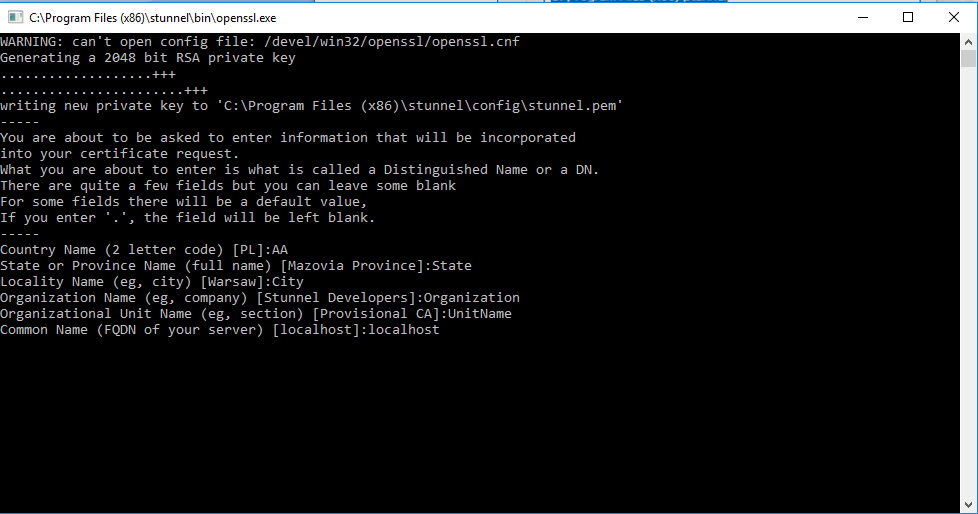 C:\Program Files (x86)\stunnel\bin\openssl.exe
WARNING: can't open config file: /devel/win32/openssl/openssl.cnf
Generating a 2048 bit RSA private key
...................+++
.......................+++
writing new private key to 'C:\Program Files (x86)\stunnel\config\stunnel.pem'
-----
You are about to be asked to enter information that will be incorporated
into your certificate request.
What you are about to enter is what is called a Distinguished Name or a DN.
There are quite a few fields but you can leave some blank
For some fields there will be a default value,
If you enter '.', the field will be left blank.
-----
Country Name (2 letter code) [PL]:AA
State or Province Name (full name) [Mazovia Province]:State
Locality Name (eg, city) [Warsaw]:City
Organization Name (eg, company) [Stunnel Developers]:Organization
Organizational Unit Name (eg, section) [Provisional CA]:UnitName
Common Name (FQDN of your server) [localhost]:localhost